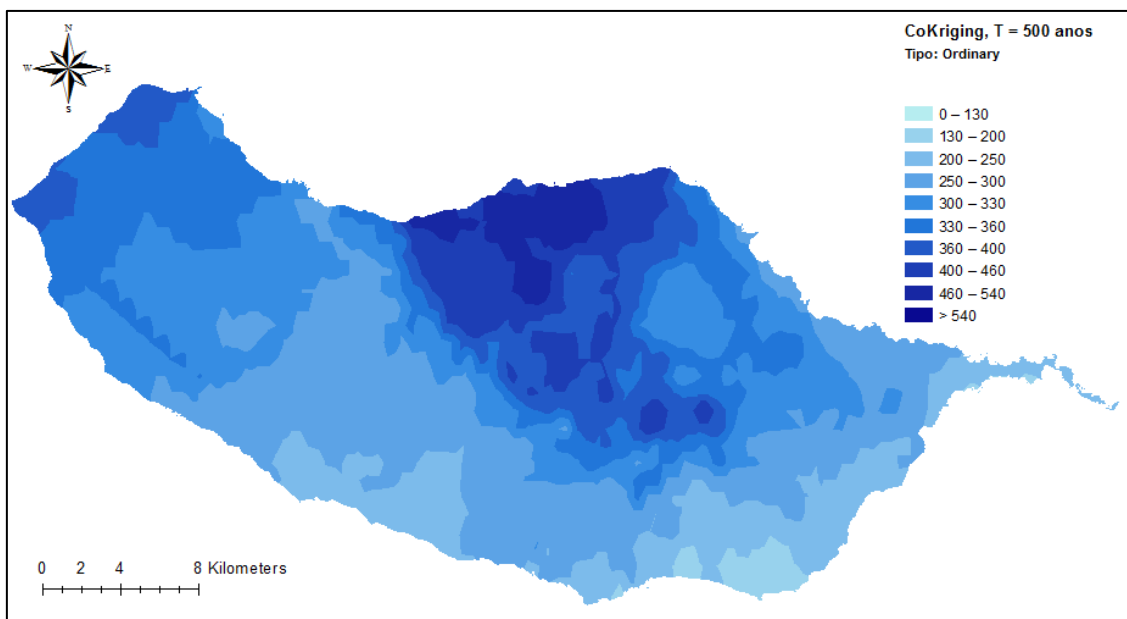 CoKriging, T = 500 anos
Tipo: Ordinary
N
W E
S
0 – 130
130 – 200
200 – 250
250 – 300
300 – 330
330 – 360
360 – 400
400 – 460
460 – 540
> 540
0 2 4 8 Kilometers